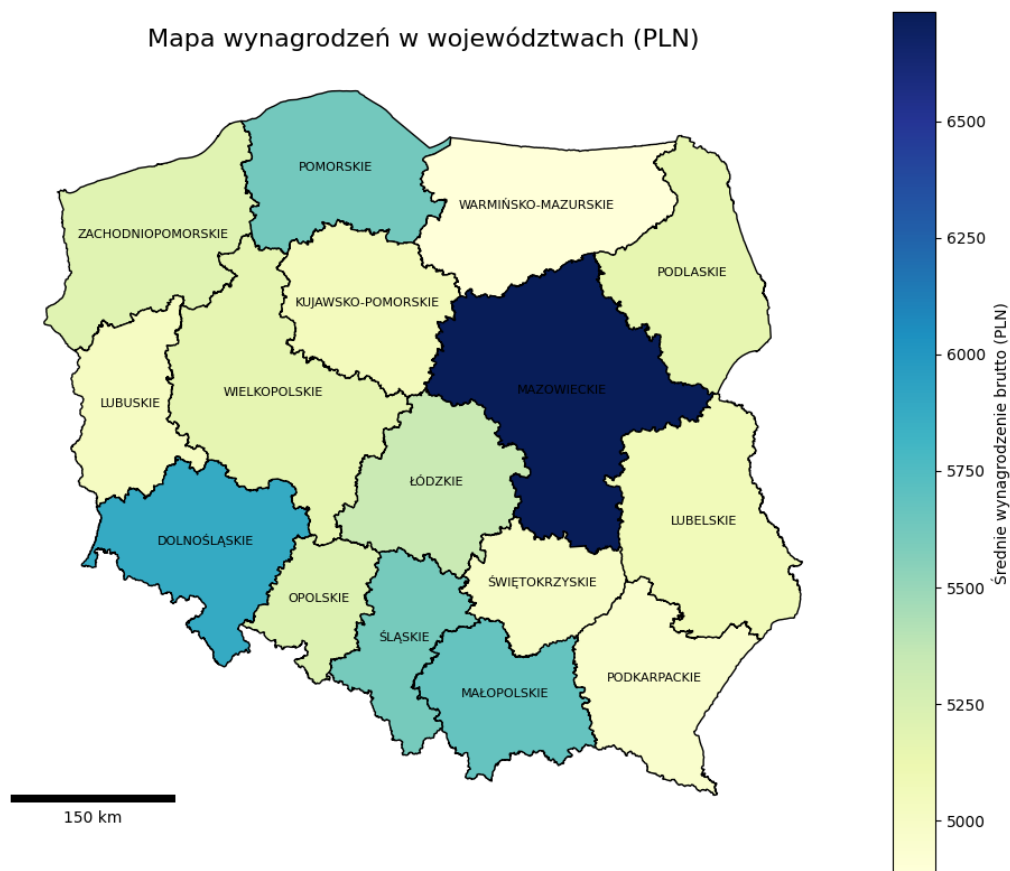 Mapa wynagrodzeń w województwach (PLN)
POMORSKIE
WARMIŃSKO-MAZURSKIE
ZACHODNIOPOMORSKIE
PODLASKIE
KUJAWSKO-POMORSKIE
MAZOWIECKIE
WIELKOPOLSKIE
LUBUSKIE
ŁÓDZKIE
LUBELSKIE
DOLNOŚLĄSKIE
ŚWIĘTOKRZYSKIE
OPOLSKIE
ŚLĄSKIE
PODKARPACKIE
MAŁOPOLSKIE
150 km
6500
6250
6000
5750
5500
5250
5000
Średnie wynagrodzenie brutto (PLN)